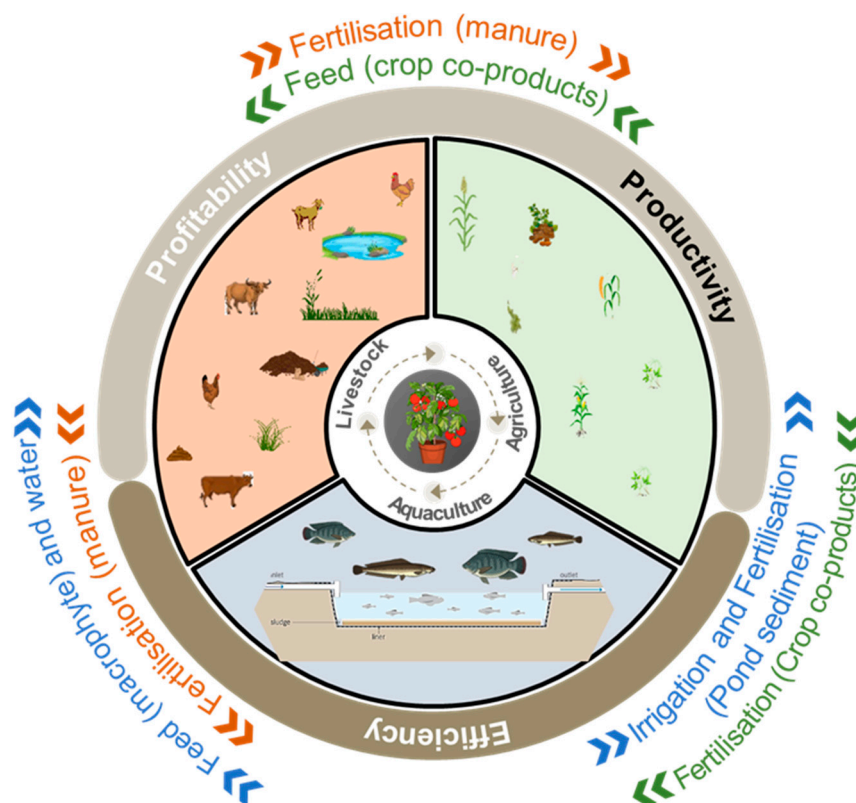 Fertilisation (manure)
Feed (crop co-products)
Profitability
Productivity
Livestock
Agriculture
Aquaculture
inlet
outlet
sludge
liner
Efficiency
Feed (macrophyte) and water
Fertilisation (manure)
Irrigation and Fertilisation
(Pond sediment)
Fertilisation (Crop co-products)